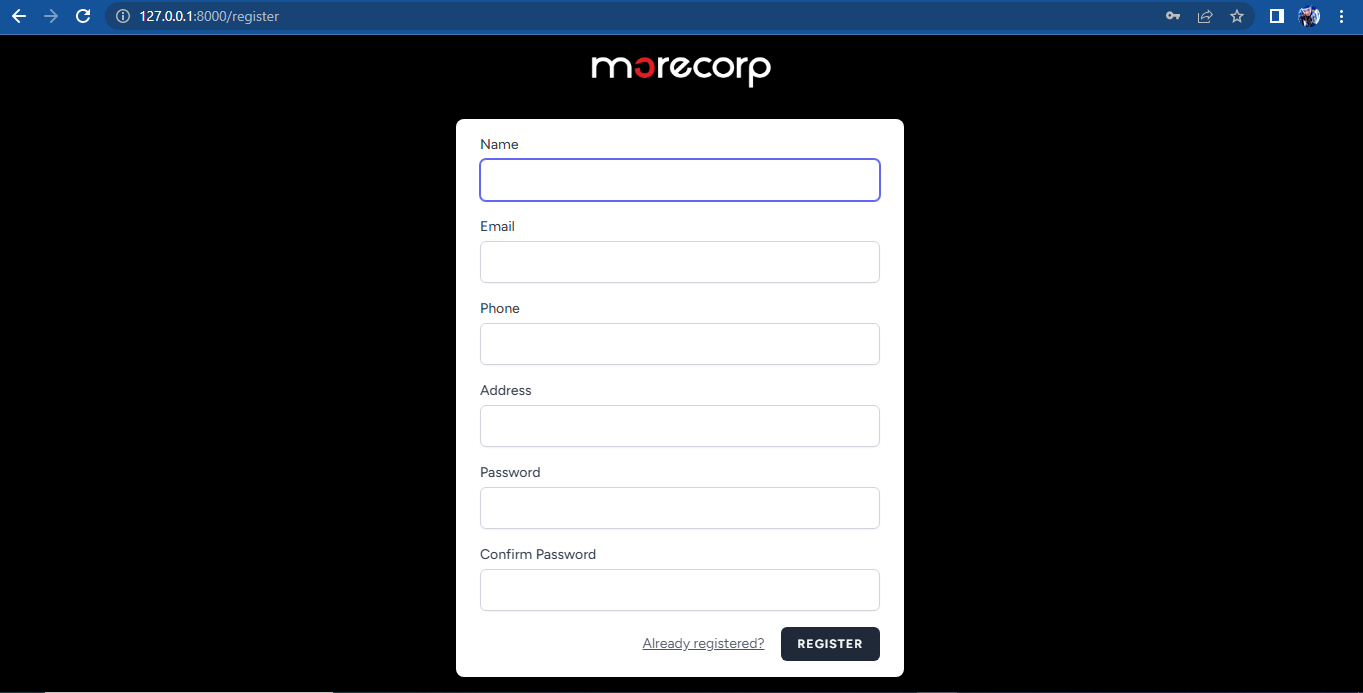 127.0.0.1:8000/register
morecorp
Name
Email
Phone
Address
Password
Confirm Password
Already registered? REGISTER